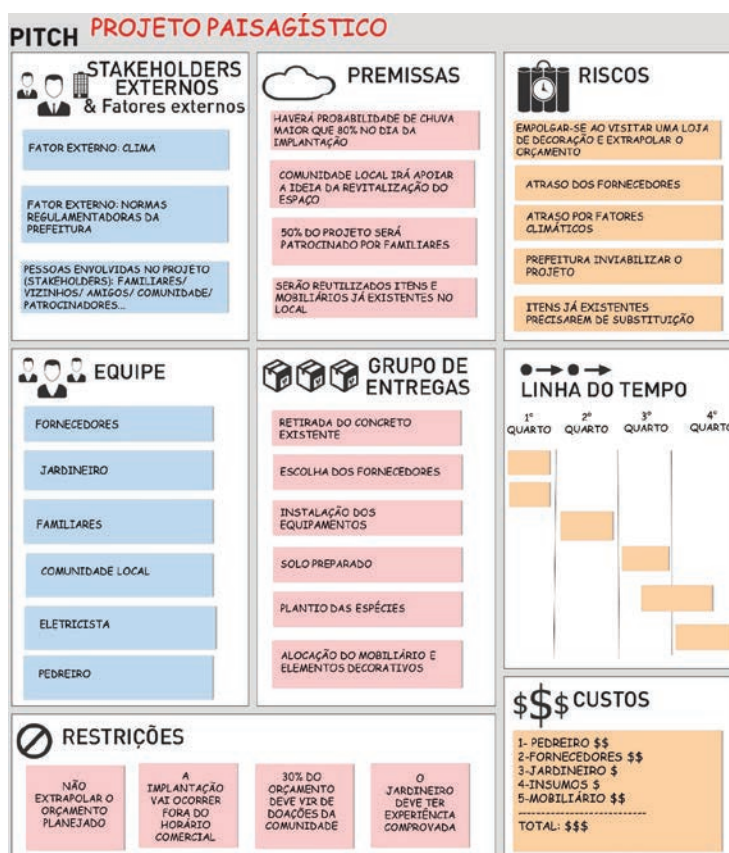 PITCH PROJETO PAISAGÍSTICO
STAKEHOLDERS
EXTERNOS
& Fatores externos
FATOR EXTERNO: CLIMA
FATOR EXTERNO: NORMAS
REGULAMENTADORAS DA
PREFEITURA
PESSOAS ENVOLVIDAS NO PROJETO
(STAKEHOLDERS): FAMILIARES/
VIZINHOS/ AMIGOS/ COMUNIDADE/
PATROCINADORES...
PREMISSAS
HAVERÁ PROBABILIDADE DE CHUVA
MAIOR QUE 80% NO DIA DA
IMPLANTAÇÃO
COMUNIDADE LOCAL IRÁ APOIAR
A IDEIA DA REVITALIZAÇÃO DO
ESPAÇO
50% DO PROJETO SERÁ
PATROCINADO POR FAMILIARES
SERÃO REUTILIZADOS ITENS E
MOBILIÁRIOS JÁ EXISTENTES NO
LOCAL
RISCOS
EMPOLGAR-SE AO VISITAR UMA LOJA
DE DECORAÇÃO E EXTRAPOLAR O
ORÇAMENTO
ATRASO DOS FORNECEDORES
ATRASO POR FATORES
CLIMÁTICOS
PREFEITURA INVIABILIZAR O
PROJETO
ITENS JÁ EXISTENTES
PRECISAREM DE SUBSTITUIÇÃO
EQUIPE
FORNECEDORES
JARDINEIRO
FAMILIARES
COMUNIDADE LOCAL
ELETRICISTA
PEDREIRO
GRUPO DE
ENTREGAS
RETIRADA DO CONCRETO
EXISTENTE
ESCOLHA DOS FORNECEDORES
INSTALAÇÃO DOS
EQUIPAMENTOS
SOLO PREPARADO
PLANTIO DAS ESPÉCIES
ALOCAÇÃO DO MOBILIÁRIO E
ELEMENTOS DECORATIVOS
LINHA DO TEMPO
1º 2º 3º 4º
QUARTO QUARTO QUARTO QUARTO
RESTRIÇÕES
NÃO
EXTRAPOLAR O
ORÇAMENTO
PLANEJADO
A
IMPLANTAÇÃO
VAI OCORRER
FORA DO
HORÁRIO
COMERCIAL
30% DO
ORÇAMENTO
DEVE VIR DE
DOAÇÕES DA
COMUNIDADE
O
JARDINEIRO
DEVE TER
EXPERIÊNCIA
COMPROVADA
$$$ CUSTOS
1- PEDREIRO $$
2-FORNECEDORES $$
3-JARDINEIRO $
4-INSUMOS $
5-MOBILIÁRIO $$
---------------------------
TOTAL: $$$